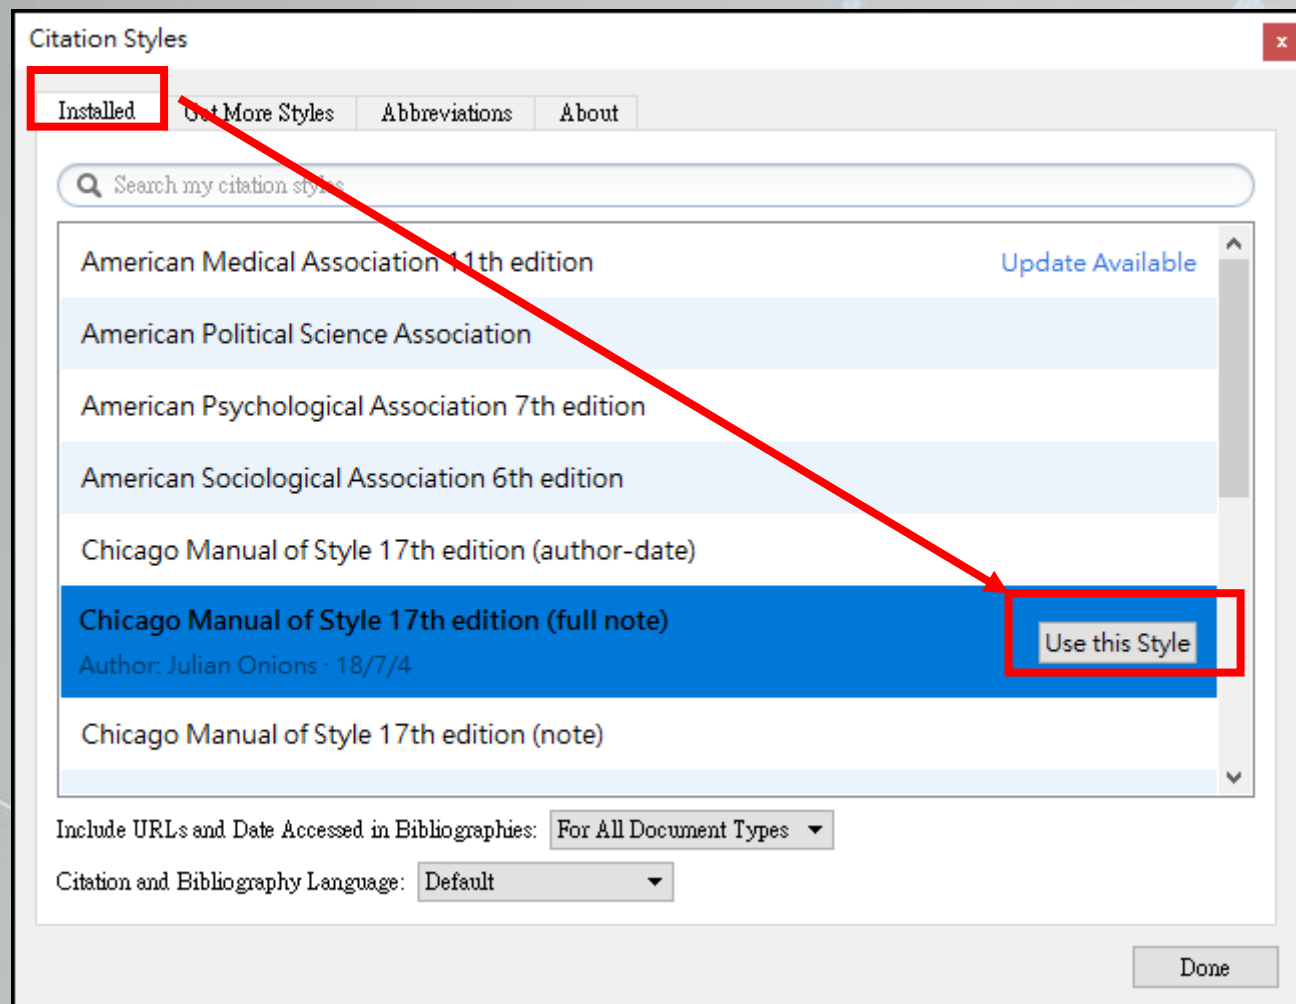 Citation Styles
x
Installed Get More Styles Abbreviations About
Search my citation styles
American Medical Association 11th edition Update Available
American Political Science Association
American Psychological Association 7th edition
American Sociological Association 6th edition
Chicago Manual of Style 17th edition (author-date)
Chicago Manual of Style 17th edition (full note)
Author: Julian Onions · 18/7/4
Use this Style
Chicago Manual of Style 17th edition (note)
Include URLs and Date Accessed in Bibliographies: For All Document Types
Citation and Bibliography Language: Default
Done